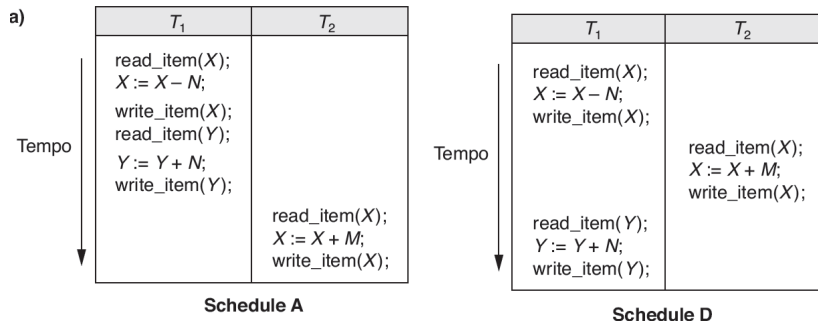 a)
T1 T2
read_item(X);
X := X – N;
write_item(X);
read_item(Y);
Tempo
Y := Y + N;
write_item(Y);
read_item(X);
X := X + M;
write_item(X);
Schedule A
T1 T2
read_item(X);
X := X – N;
write_item(X);
Tempo
read_item(X);
X := X + M;
write_item(X);
read_item(Y);
Y := Y + N;
write_item(Y);
Schedule D